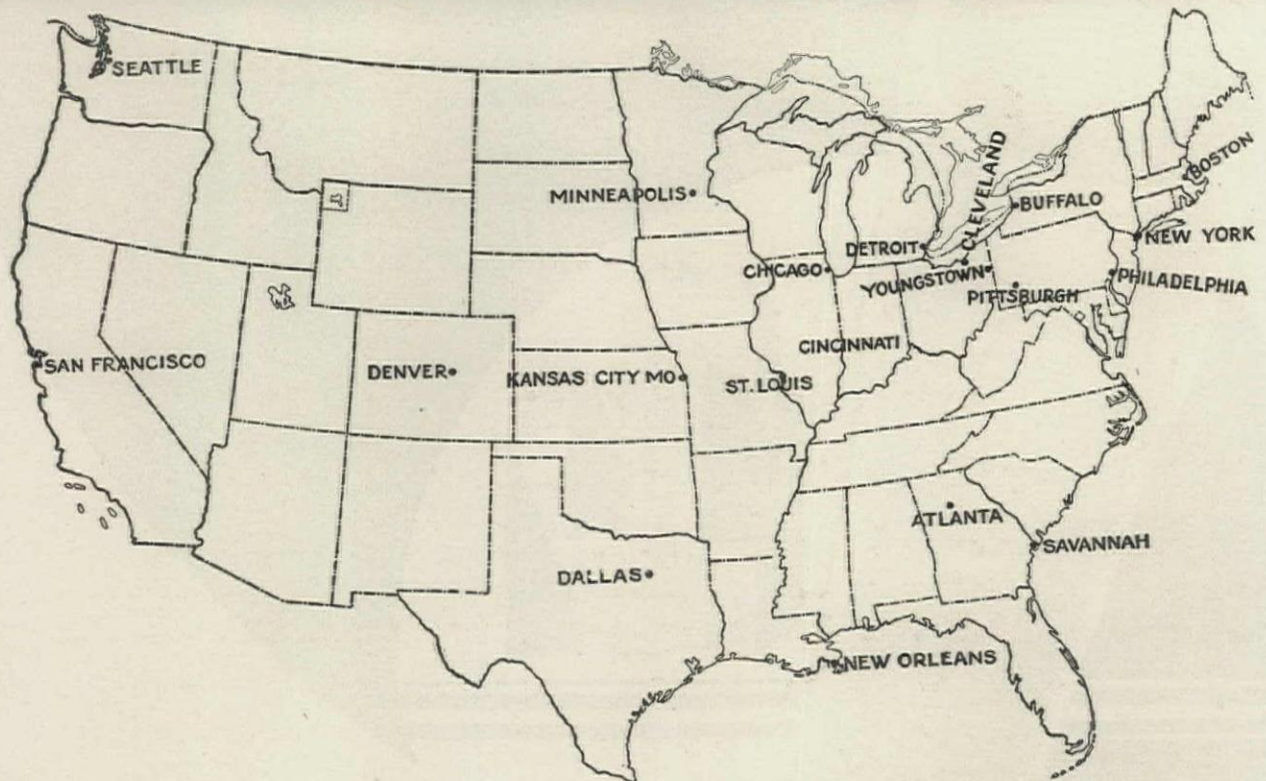 SEATTLE
MINNEAPOLIS
BOSTON
CLEVELAND
BUFFALO
DETROIT
NEW YORK
CHICAGO
YOUNGSTOWN
PITTSBURGH
PHILADELPHIA
SAN FRANCISCO
DENVER
KANSAS CITY MO
CINCINNATI
ST. LOUIS
ATLANTA
SAVANNAH
DALLAS
NEW ORLEANS